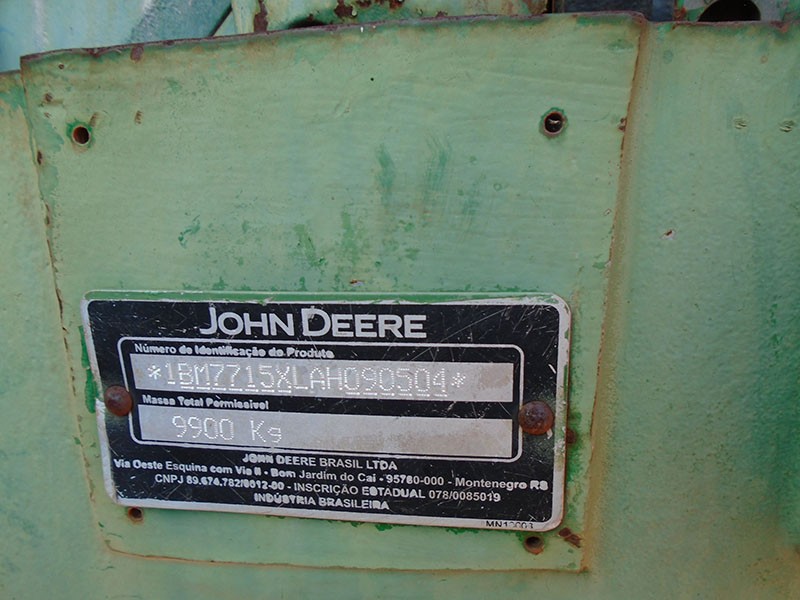 JOHN DEERE
Número de Identificação do Produto
*1BM7715XLAH090504*
Massa Total Permissível
9900 Kg
JOHN DEERE BRASIL LTDA
Via Oeste Esquina com Via II - Bom Jardim do Caí - 95780-000 - Montenegro RS
CNPJ 89.674.782/0012-00 - INSCRIÇÃO ESTADUAL 078/0085019
INDÚSTRIA BRASILEIRA